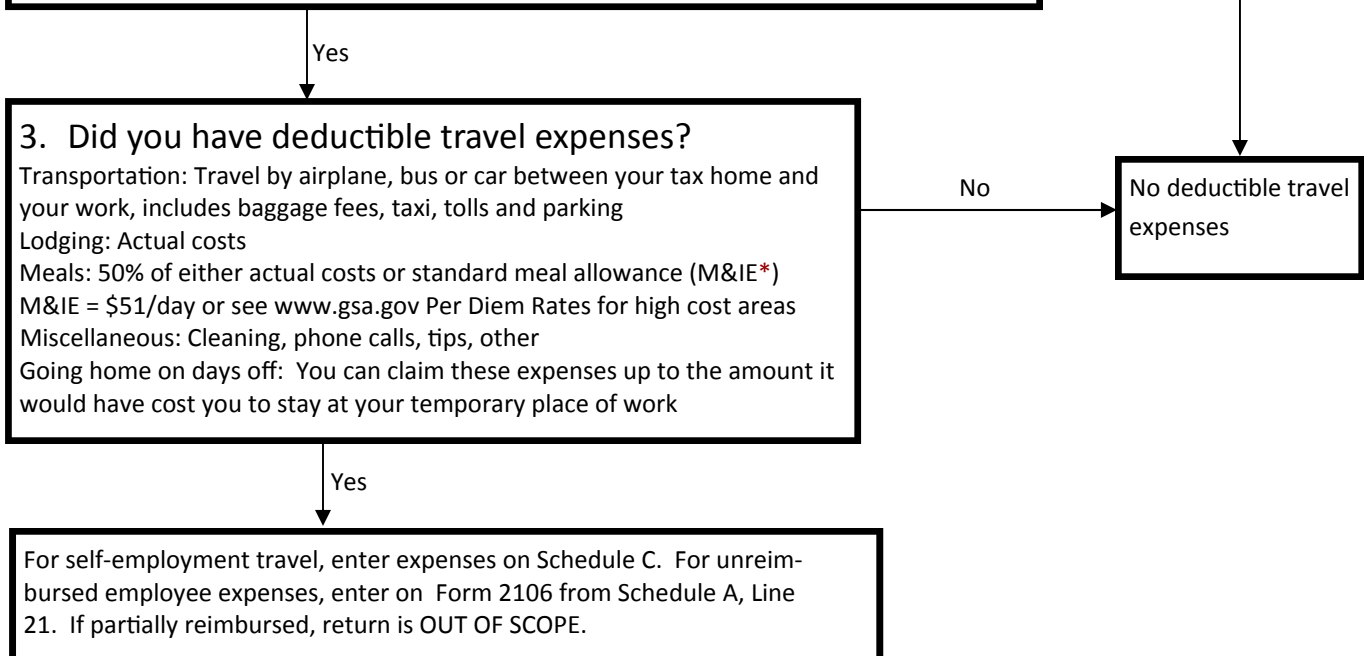 Yes
3. Did you have deductible travel expenses?
Transportation: Travel by airplane, bus or car between your tax home and
your work, includes baggage fees, taxi, tolls and parking
Lodging: Actual costs
Meals: 50% of either actual costs or standard meal allowance (M&IE*)
M&IE = $51/day or see www.gsa.gov Per Diem Rates for high cost areas
Miscellaneous: Cleaning, phone calls, tips, other
Going home on days off:  You can claim these expenses up to the amount it
would have cost you to stay at your temporary place of work
No
No deductible travel
expenses
Yes
For self-employment travel, enter expenses on Schedule C.  For unreim-
bursed employee expenses, enter on  Form 2106 from Schedule A, Line
21.  If partially reimbursed, return is OUT OF SCOPE.